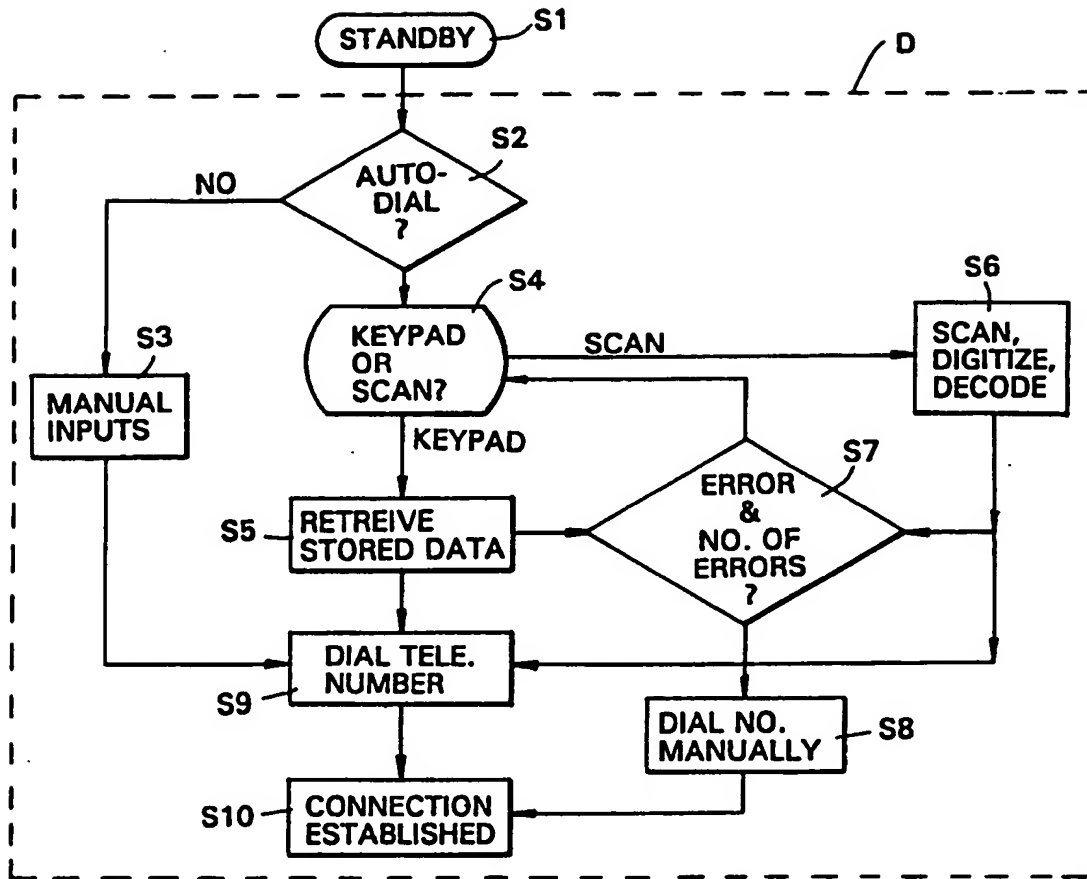 STANDBY
S1
D
S2
AUTO-
DIAL
?
NO
S4
KEYPAD
OR
SCAN?
SCAN
S6
SCAN,
DIGITIZE,
DECODE
S3
MANUAL
INPUTS
KEYPAD
S7
ERROR
&
NO. OF
ERRORS
?
S5
RETREIVE
STORED DATA
DIAL TELE.
NUMBER
S9
DIAL NO.
MANUALLY
S8
S10
CONNECTION
ESTABLISHED